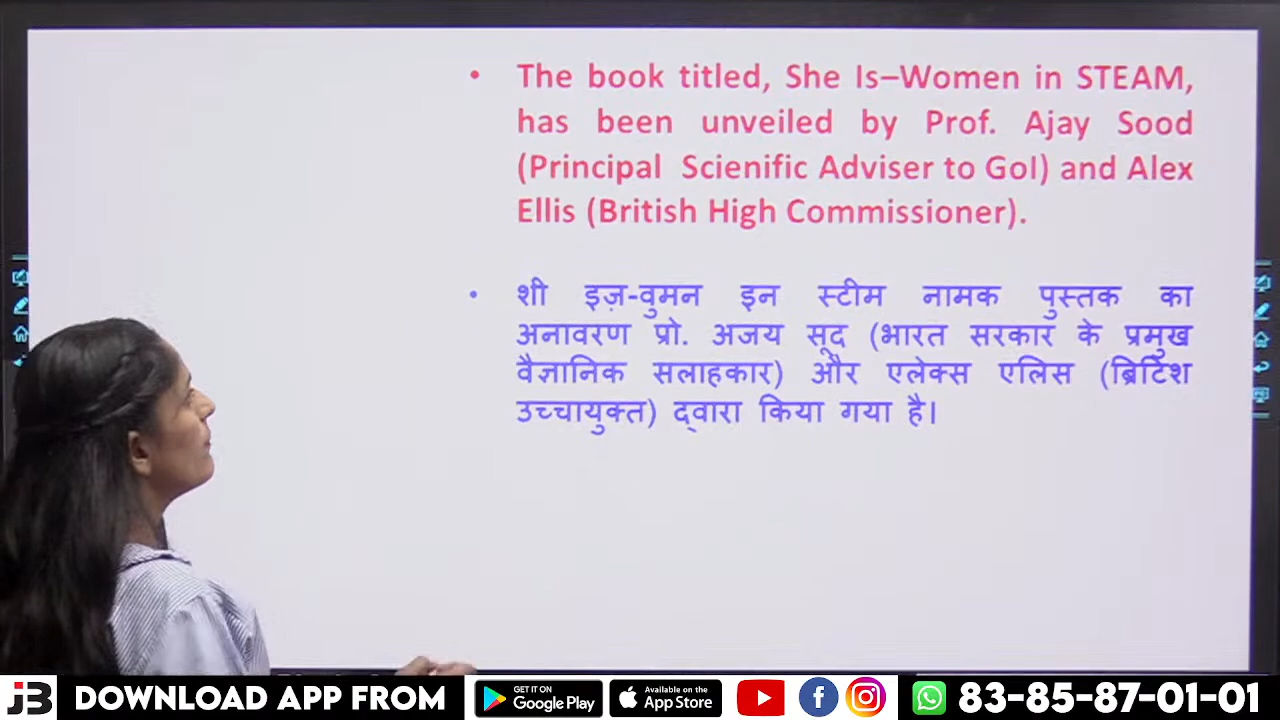 • The book titled, She Is–Women in STEAM,
has been unveiled by Prof. Ajay Sood
(Principal Scienific Adviser to GoI) and Alex
Ellis (British High Commissioner).
• शी इज़-वुमन इन स्टीम नामक पुस्तक का
अनावरण प्रो. अजय सूद (भारत सरकार के प्रमुख
वैज्ञानिक सलाहकार) और एलेक्स एलिस (ब्रिटिश
उच्चायुक्त) द्वारा किया गया है।
JB DOWNLOAD APP FROM GET IT ON Google Play Available on the App Store 83-85-87-01-01